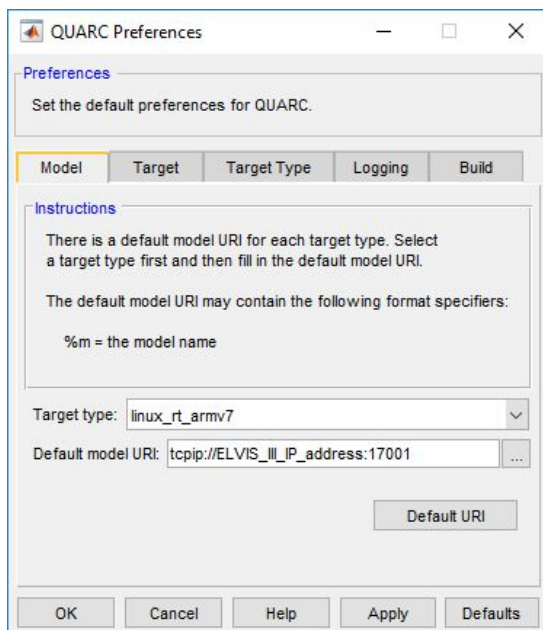 QUARC Preferences
Preferences
Set the default preferences for QUARC.
Model Target Target Type Logging Build
Instructions
There is a default model URI for each target type. Select
a target type first and then fill in the default model URI.
The default model URI may contain the following format specifiers:
%m = the model name
Target type: linux_rt_armv7
Default model URI: tcpip://ELVIS_III_IP_address:17001 ...
Default URI
OK Cancel Help Apply Defaults